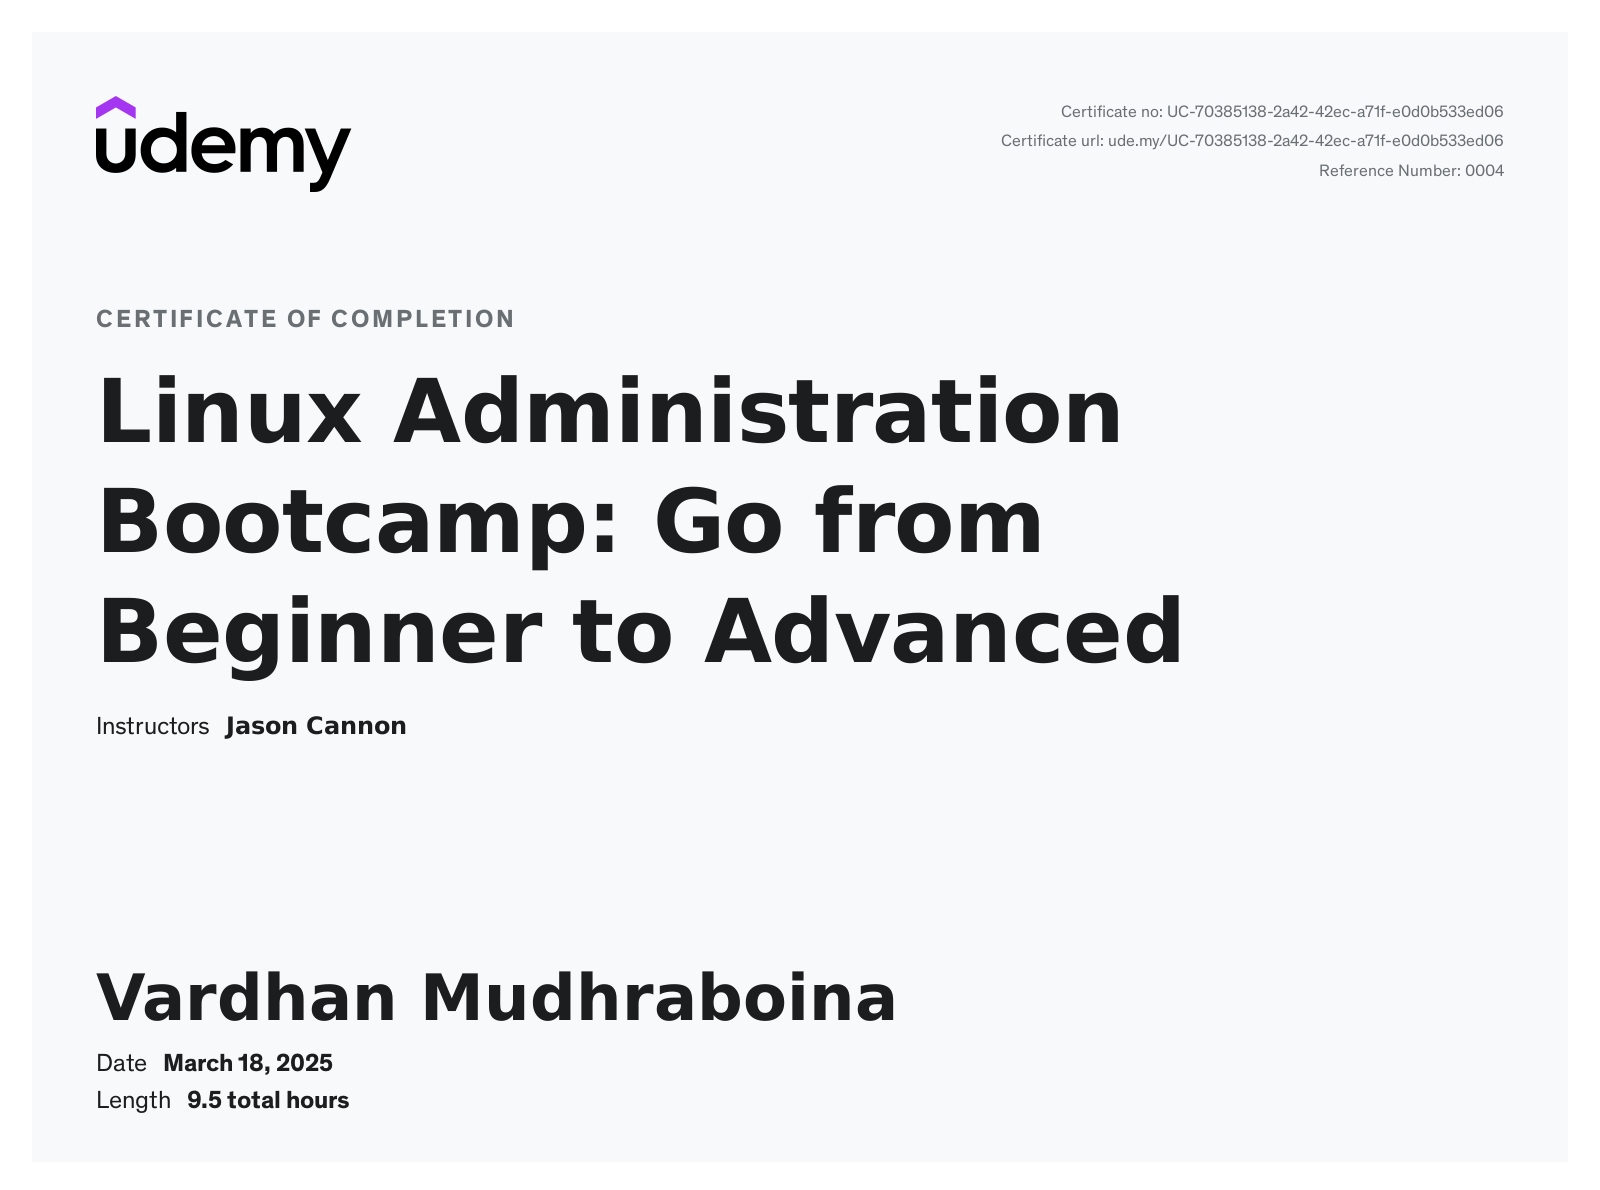 udemy
Certificate no: UC-70385138-2a42-42ec-a71f-e0d0b533ed06
Certificate url: ude.my/UC-70385138-2a42-42ec-a71f-e0d0b533ed06
Reference Number: 0004
CERTIFICATE OF COMPLETION
Linux Administration
Bootcamp: Go from
Beginner to Advanced
Instructors Jason Cannon
Vardhan Mudhraboina
Date March 18, 2025
Length 9.5 total hours